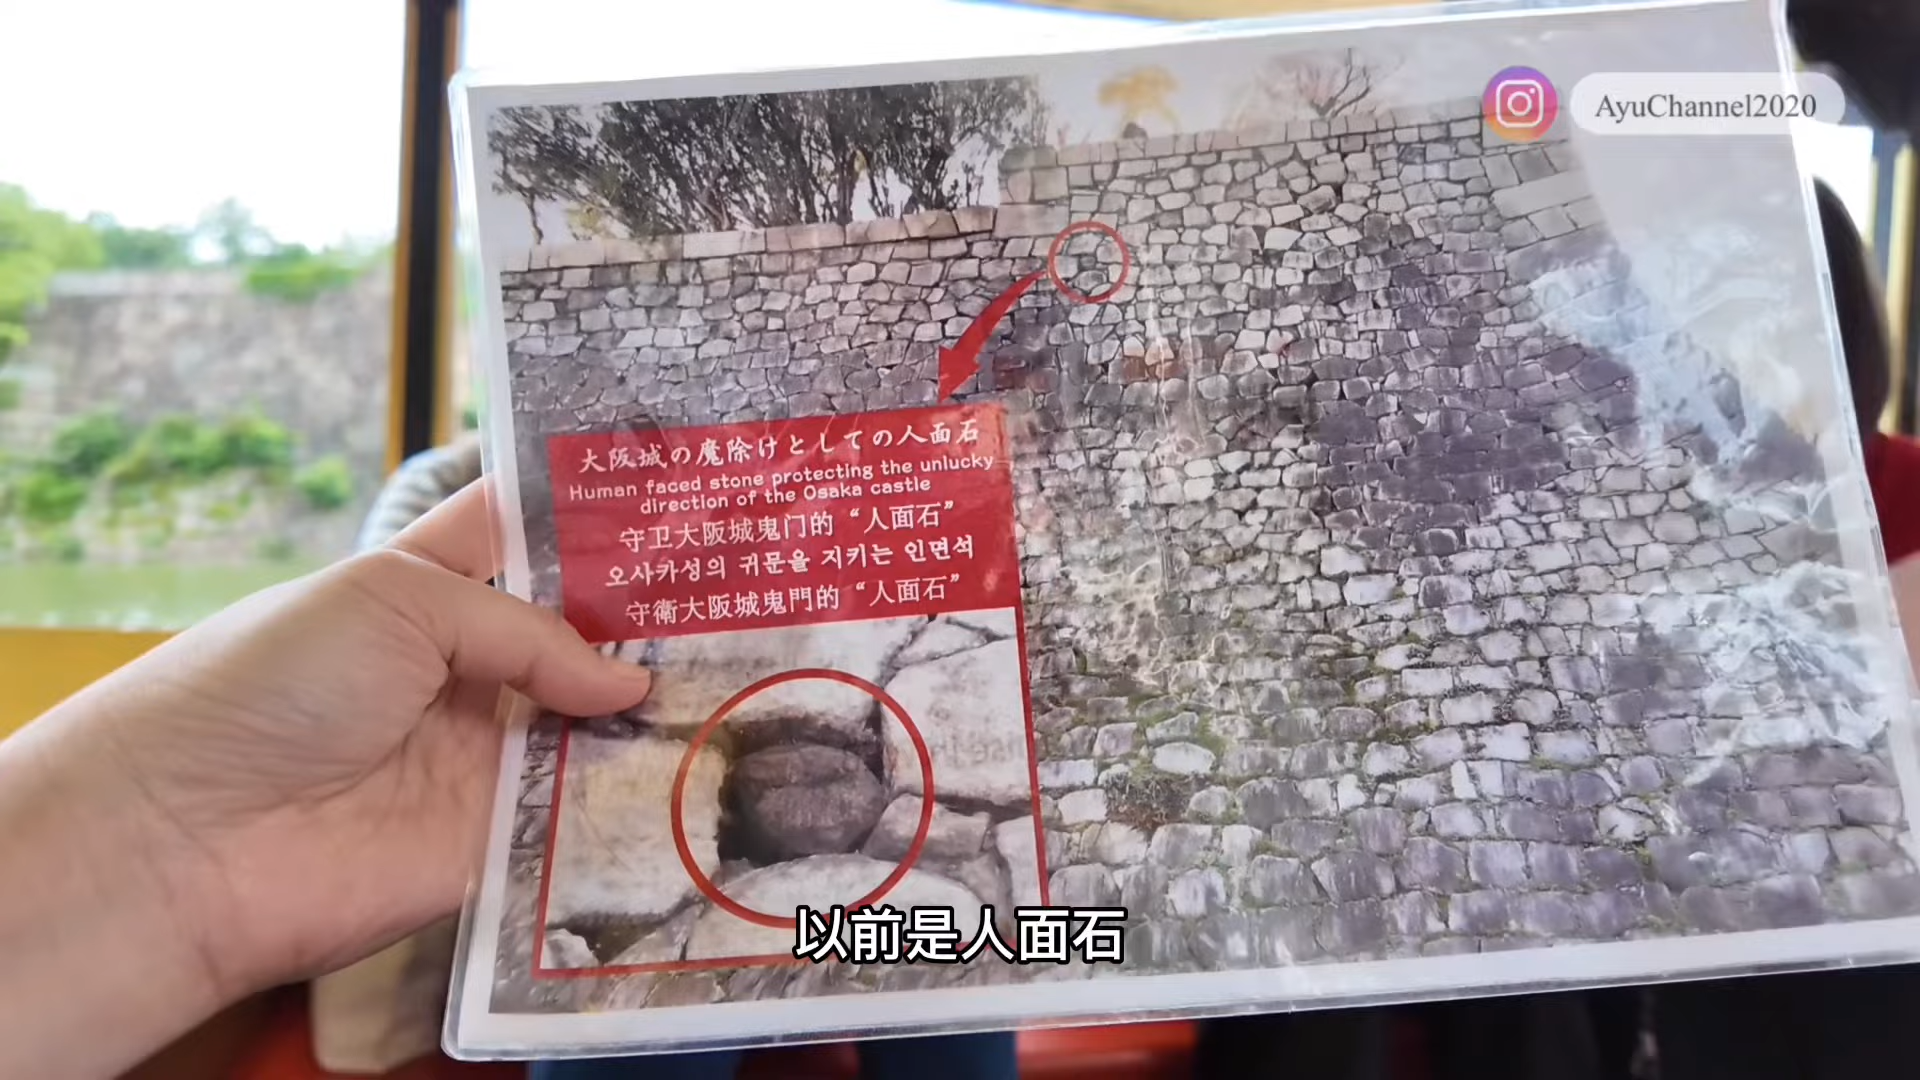 AyuChannel2020
大阪城の魔除けとしての人面石
Human faced stone protecting the unlucky
direction of the Osaka castle
守卫大阪城鬼门的“人面石”
오사카성의 귀문을 지키는 인면석
守衛大阪城鬼門的“人面石”
以前是人面石